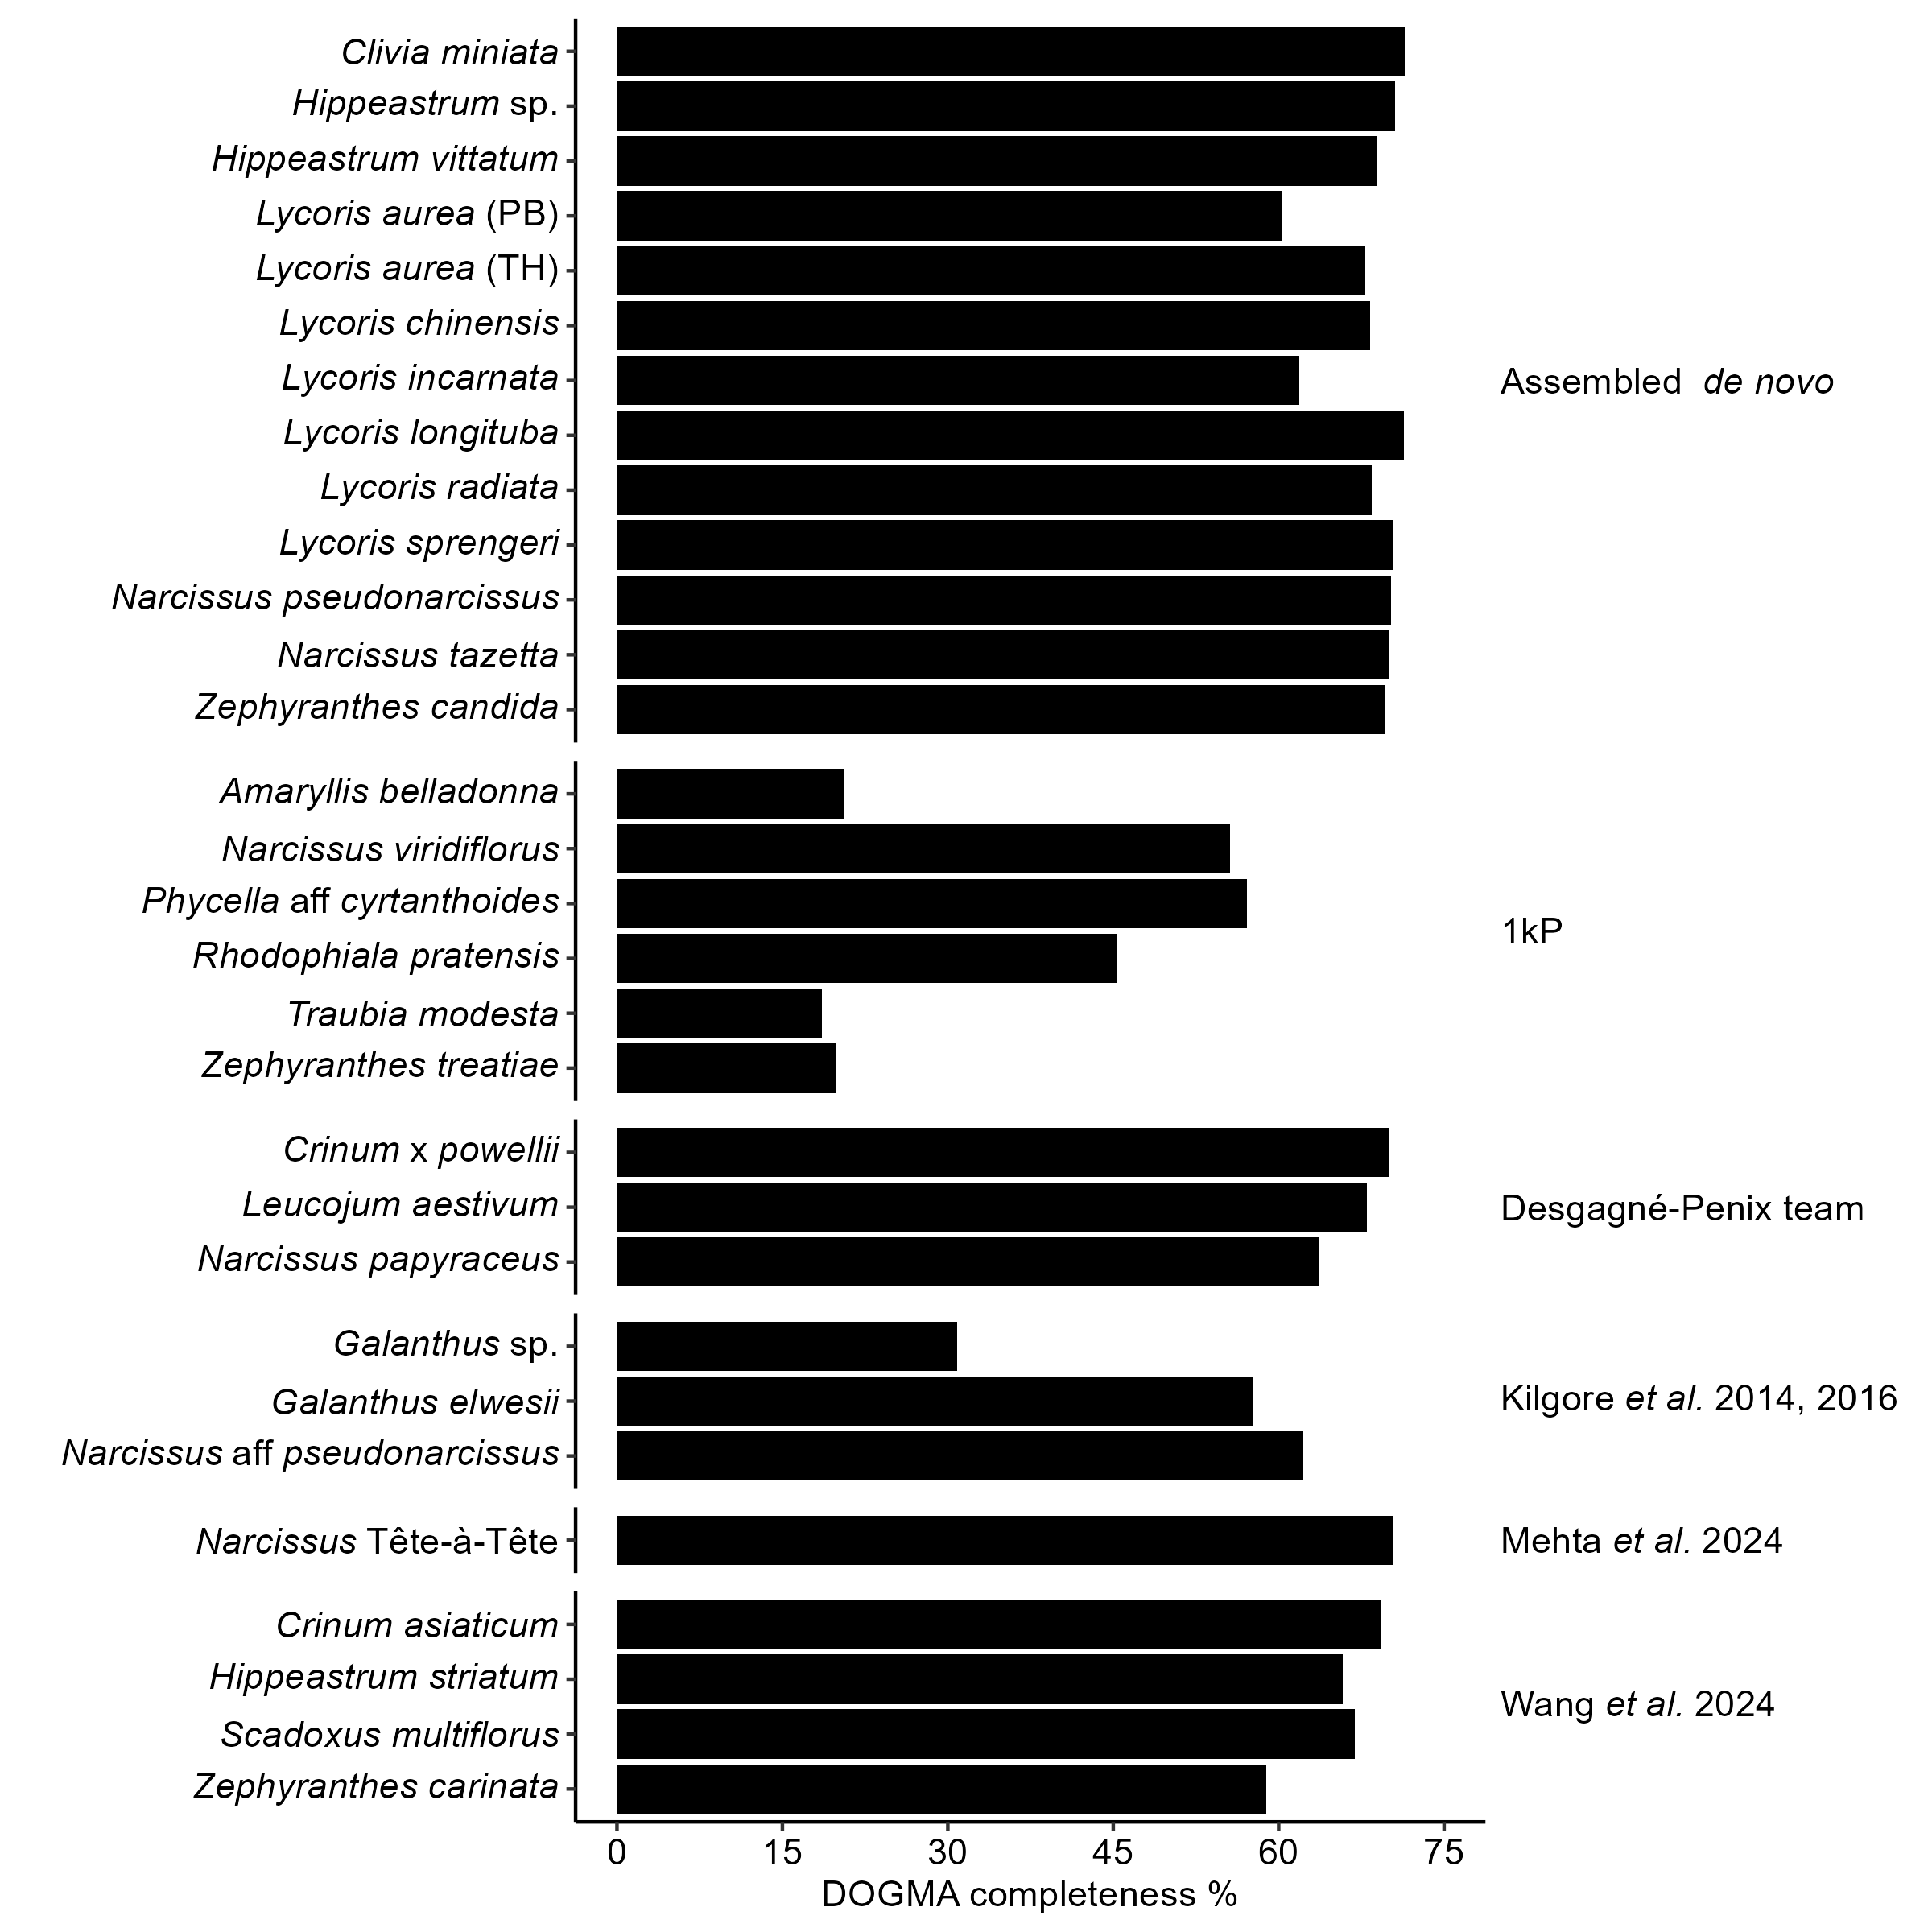 Clivia miniata
Hippeastrum sp.
Hippeastrum vittatum
Lycoris aurea (PB)
Lycoris aurea (TH)
Lycoris chinensis
Lycoris incarnata
Assembled de novo
Lycoris longituba
Lycoris radiata
Lycoris sprengeri
Narcissus pseudonarcissus
Narcissus tazetta
Zephyranthes candida
Amaryllis belladonna
Narcissus viridiflorus
Phycella aff cyrtanthoides
1kP
Rhodophiala pratensis
Traubia modesta
Zephyranthes treatiae
Crinum x powellii
Leucojum aestivum
Desgagné-Penix team
Narcissus papyraceus
Galanthus sp.
Galanthus elwesii
Kilgore et al. 2014, 2016
Narcissus aff pseudonarcissus
Narcissus Tête-à-Tête
Mehta et al. 2024
Crinum asiaticum
Hippeastrum striatum
Wang et al. 2024
Scadoxus multiflorus
Zephyranthes carinata
0 15 30 45 60 75
DOGMA completeness %